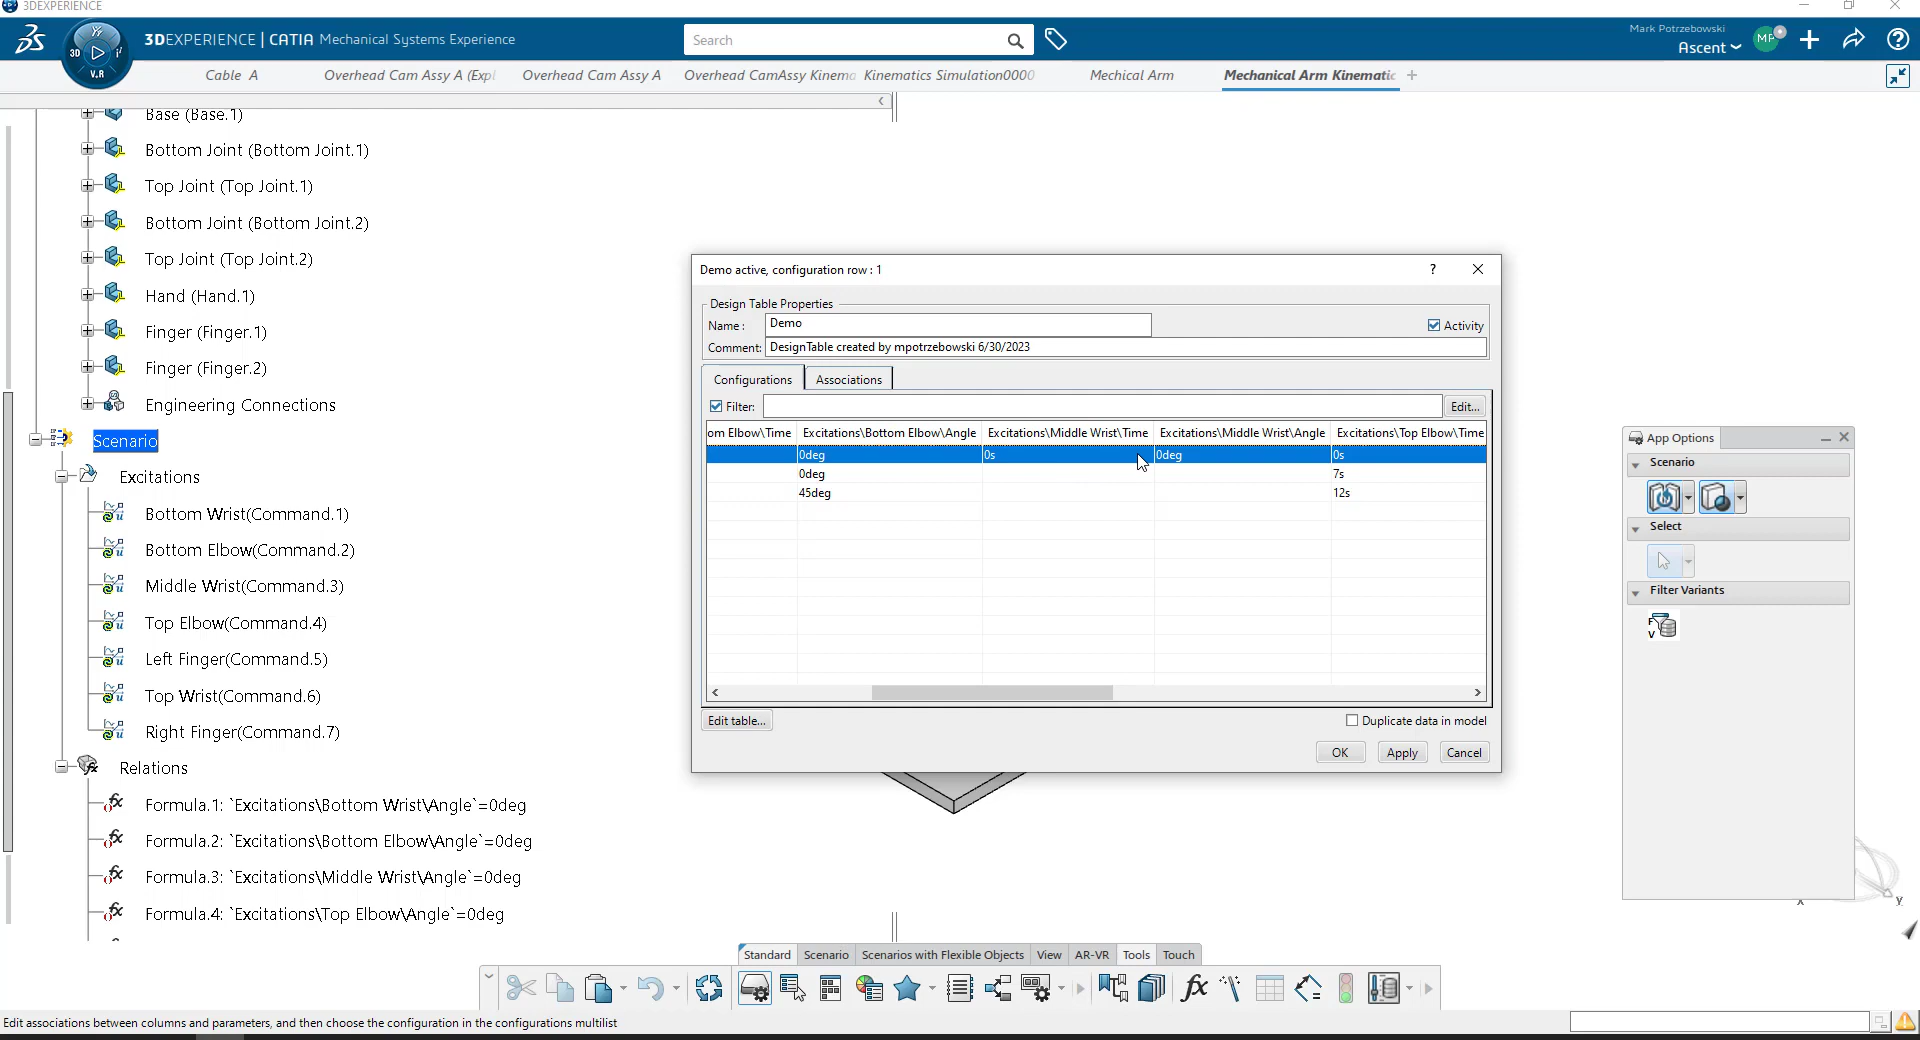 3DEXPERIENCE
3DEXPERIENCE | CATIA Mechanical Systems Experience
Search
Mark Potrzebowski
Ascent
MP
3D
V.R
Cable A
Overhead Cam Assy A (Expl
Overhead Cam Assy A
Overhead CamAssy Kinema
Kinematics Simulation0000
Mechical Arm
Mechanical Arm Kinematic
Base (Base.1)
Bottom Joint (Bottom Joint.1)
Top Joint (Top Joint.1)
Bottom Joint (Bottom Joint.2)
Top Joint (Top Joint.2)
Hand (Hand.1)
Finger (Finger.1)
Finger (Finger.2)
Engineering Connections
Scenario
Excitations
Bottom Wrist(Command.1)
Bottom Elbow(Command.2)
Middle Wrist(Command.3)
Top Elbow(Command.4)
Left Finger(Command.5)
Top Wrist(Command.6)
Right Finger(Command.7)
Relations
Formula.1: `Excitations\Bottom Wrist\Angle`=0deg
Formula.2: `Excitations\Bottom Elbow\Angle`=0deg
Formula.3: `Excitations\Middle Wrist\Angle`=0deg
Formula.4: `Excitations\Top Elbow\Angle`=0deg
Demo active, configuration row : 1
Design Table Properties
Name :
Demo
Activity
Comment:
DesignTable created by mpotrzebowski 6/30/2023
Configurations
Associations
Filter:
Edit...
om Elbow\Time Excitations\Bottom Elbow\Angle Excitations\Middle Wrist\Time Excitations\Middle Wrist\Angle Excitations\Top Elbow\Time
0deg 0s 0deg 0s
0deg 7s
45deg 12s
Edit table...
Duplicate data in model
OK
Apply
Cancel
App Options
Scenario
Select
Filter Variants
F
V
x
y
Standard
Scenario
Scenarios with Flexible Objects
View
AR-VR
Tools
Touch
Edit associations between columns and parameters, and then choose the configuration in the configurations multilist